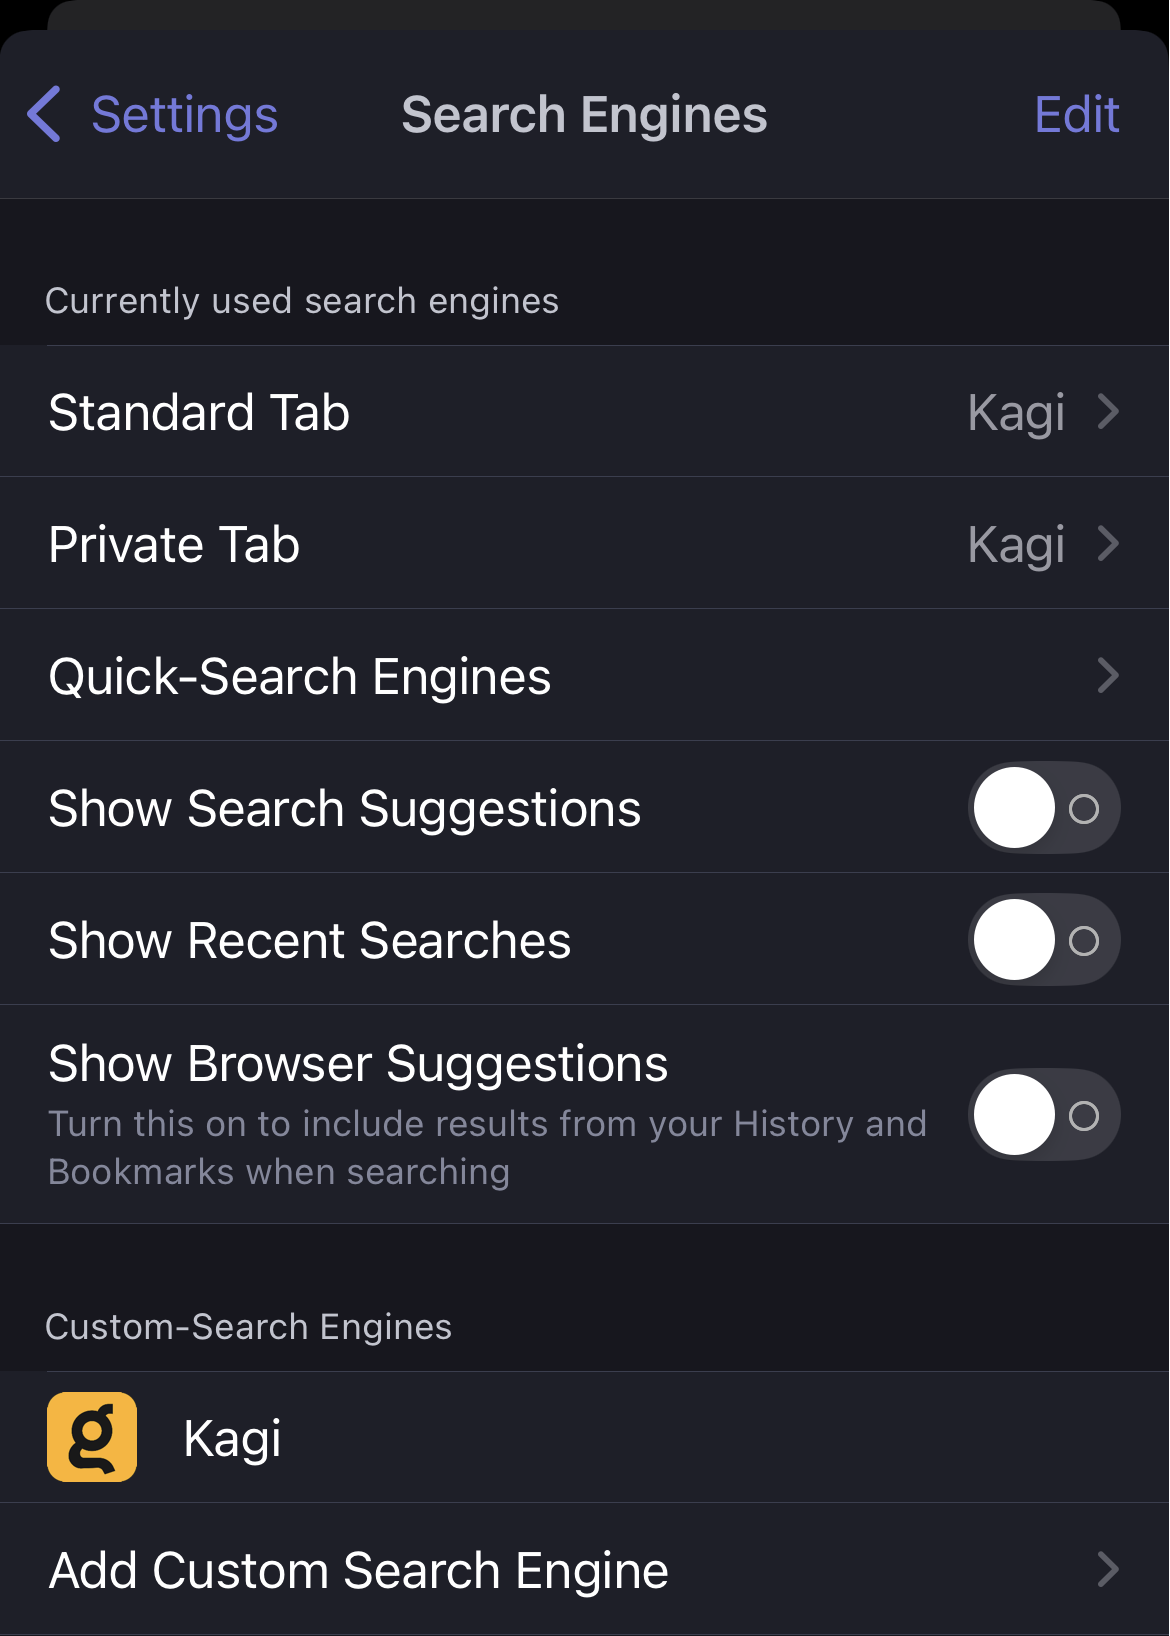 Settings
Search Engines
Edit
Currently used search engines
Standard Tab
Kagi
Private Tab
Kagi
Quick-Search Engines
Show Search Suggestions
Show Recent Searches
Show Browser Suggestions
Turn this on to include results from your History and
Bookmarks when searching
Custom-Search Engines
g
Kagi
Add Custom Search Engine